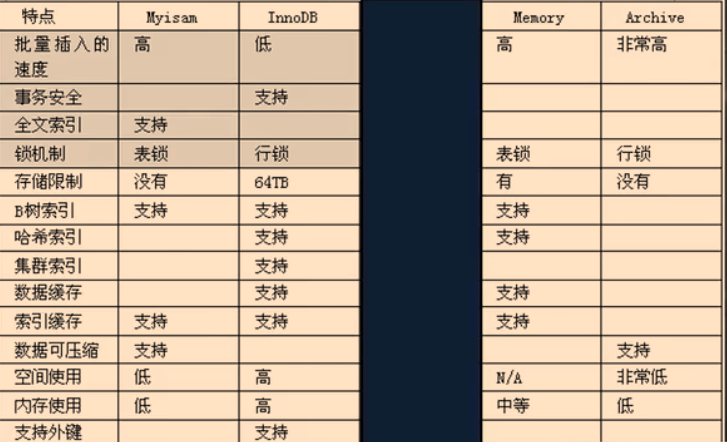 特点 Myisam InnoDB Memory Archive
批量插入的 高 低 高 非常高
速度
事务安全 支持
全文索引 支持
锁机制 表锁 行锁 表锁 行锁
存储限制 没有 64TB 有 没有
B树索引 支持 支持 支持
哈希索引 支持 支持
集群索引 支持
数据缓存 支持 支持
索引缓存 支持 支持 支持
数据可压缩 支持 支持
空间使用 低 高 N/A 非常低
内存使用 低 高 中等 低
支持外键 支持